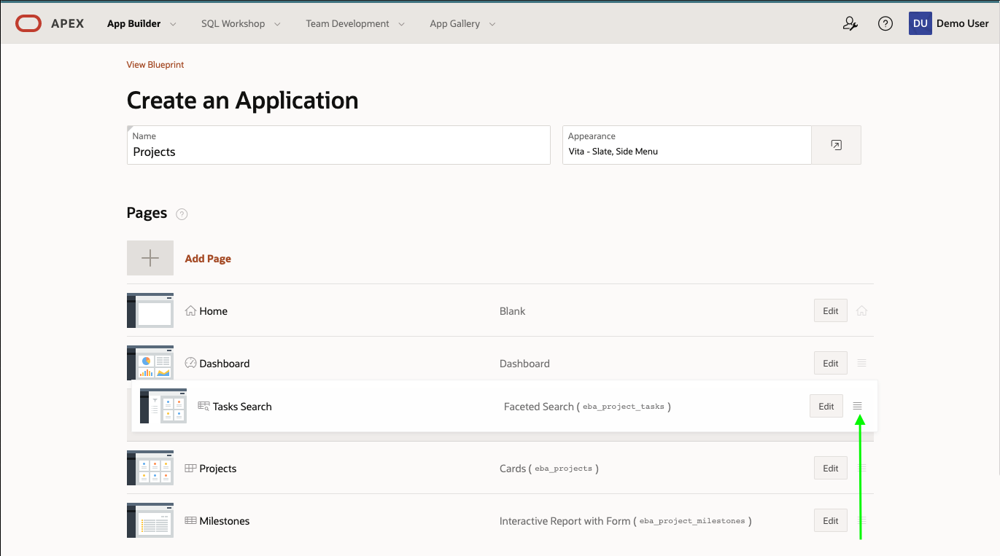 APEX App Builder SQL Workshop Team Development App Gallery ? DU Demo User
View Blueprint
Create an Application
Name
Projects
Appearance
Vita - Slate, Side Menu
Pages ?
Add Page
Home Blank Edit
Dashboard Dashboard Edit
Tasks Search Faceted Search ( eba_project_tasks ) Edit
Projects Cards ( eba_projects ) Edit
Milestones Interactive Report with Form ( eba_project_milestones ) Edit